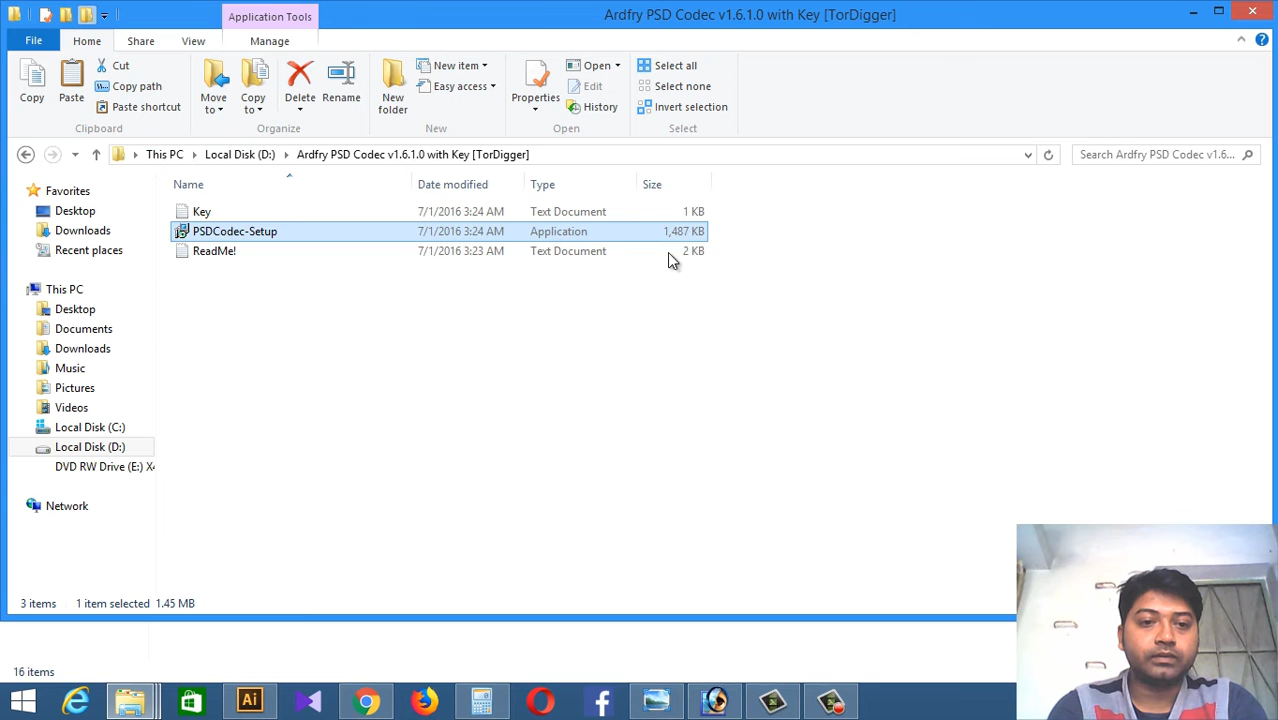 Application Tools
Ardfry PSD Codec v1.6.1.0 with Key [TorDigger]
File
Home
Share
View
Manage
Copy
Paste
Cut
Copy path
Paste shortcut
Clipboard
Move to
Copy to
Delete
Rename
Organize
New folder
New item
Easy access
New
Properties
Open
Edit
History
Open
Select all
Select none
Invert selection
Select
This PC
Local Disk (D:)
Ardfry PSD Codec v1.6.1.0 with Key [TorDigger]
Search Ardfry PSD Codec v1.6....
Name
Date modified
Type
Size
Key 7/1/2016 3:24 AM Text Document 1 KB
PSDCodec-Setup 7/1/2016 3:24 AM Application 1,487 KB
ReadMe! 7/1/2016 3:23 AM Text Document 2 KB
Favorites
Desktop
Downloads
Recent places
This PC
Desktop
Documents
Downloads
Music
Pictures
Videos
Local Disk (C:)
Local Disk (D:)
DVD RW Drive (E:) X4
Network
3 items
1 item selected 1.45 MB
16 items
Ai